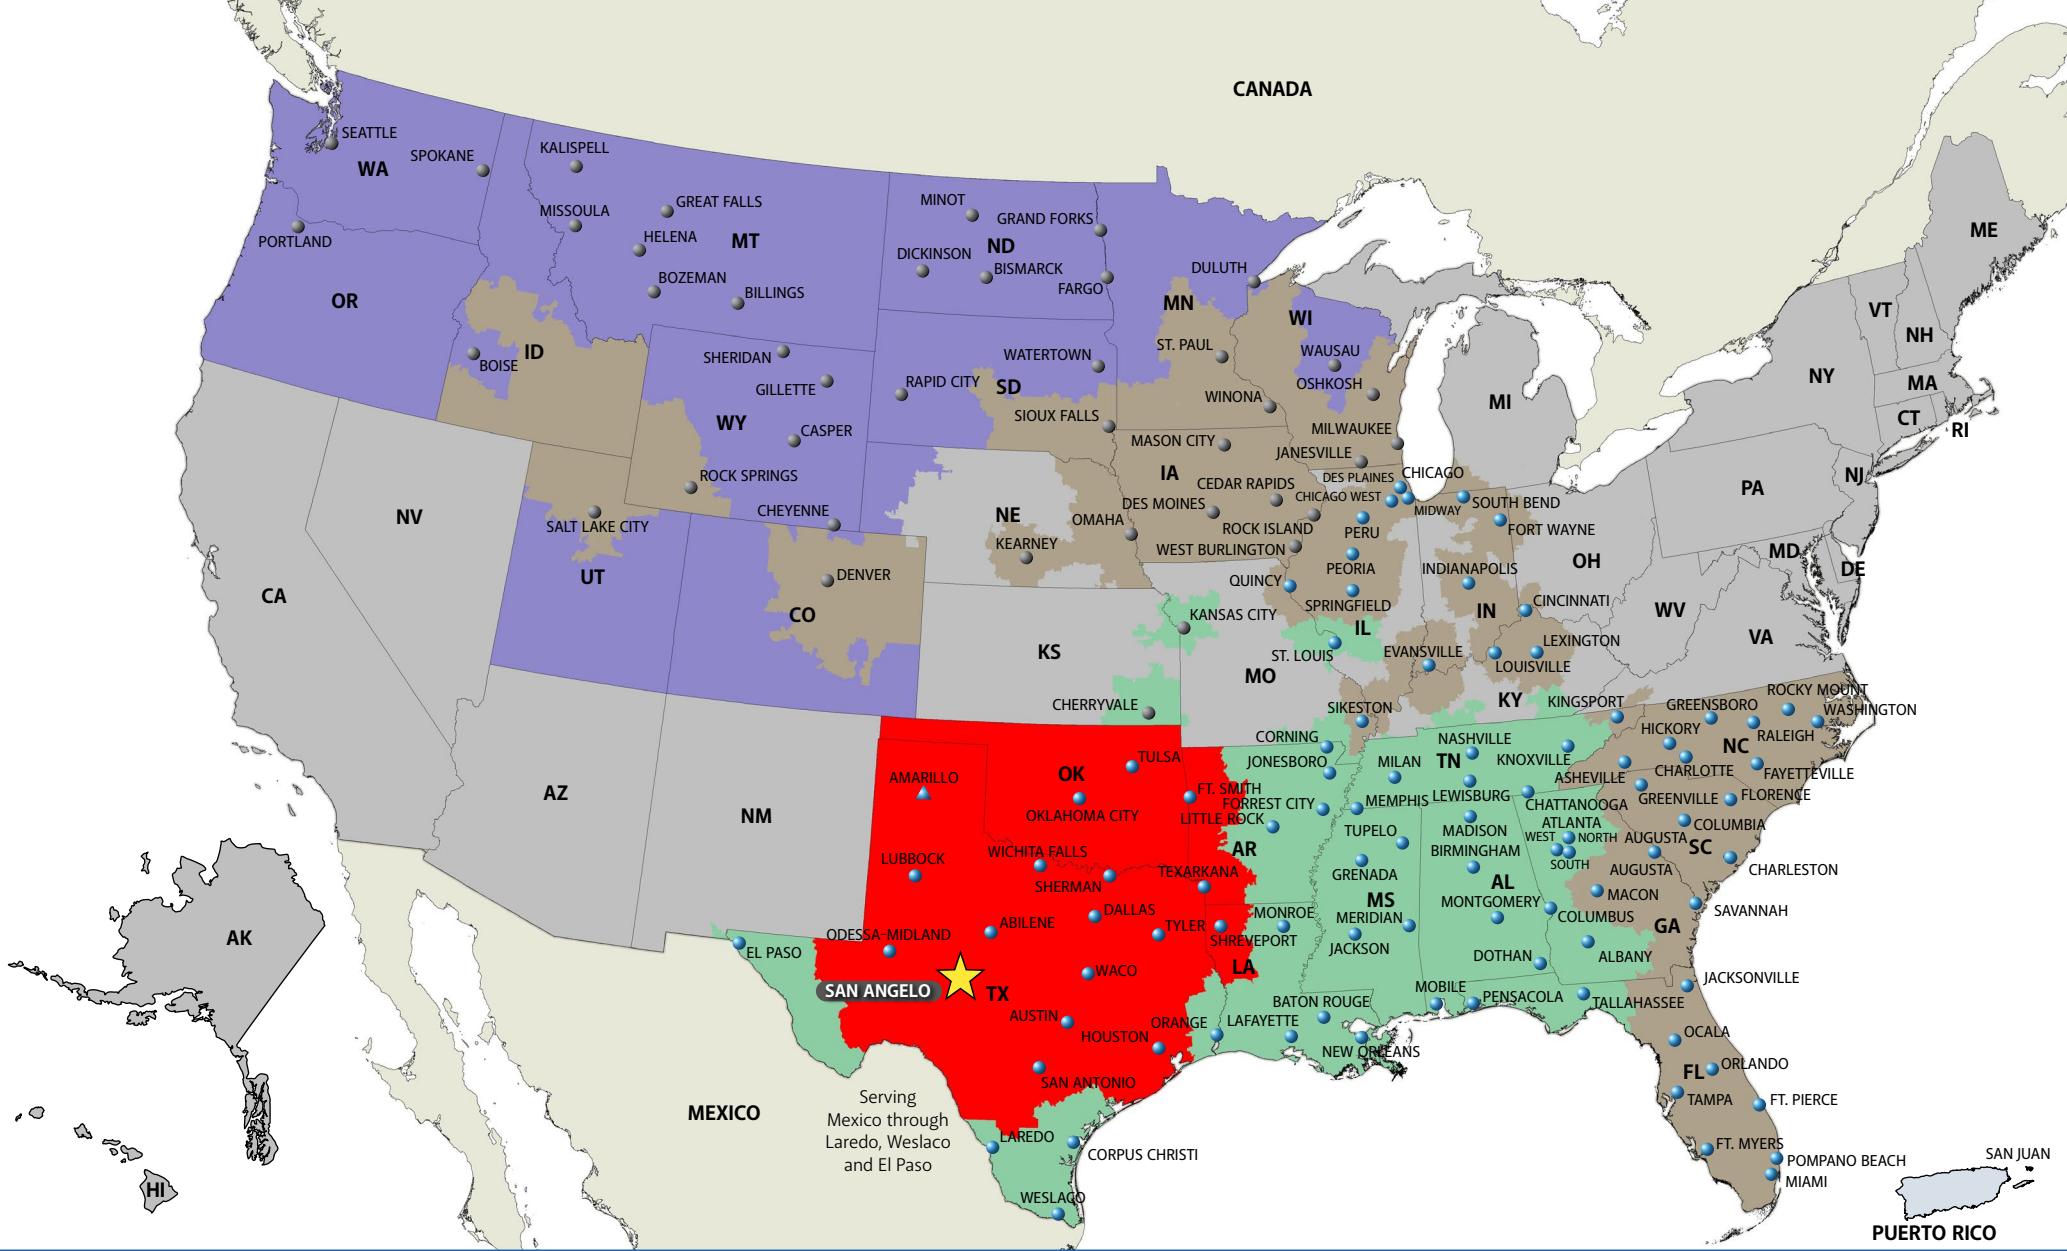 CANADA
SEATTLE
SPOKANE
WA
KALISPELL
GREAT FALLS
MISSOULA
HELENA
MT
BOZEMAN
BILLINGS
PORTLAND
OR
MINOT
GRAND FORKS
ND
DICKINSON
BISMARCK
FARGO
DULUTH
MN
WI
ID
BOISE
SHERIDAN
GILLETTE
WY
CASPER
ROCK SPRINGS
CHEYENNE
WATERTOWN
RAPID CITY
SD
SIOUX FALLS
ST. PAUL
WINONA
WAUSAU
OSHKOSH
MILWAUKEE
JANESVILLE
MI
ME
VT
NH
NY
MA
CT
RI
NJ
PA
MD
DE
OH
WV
VA
MASON CITY
IA
CEDAR RAPIDS
DES MOINES
ROCK ISLAND
WEST BURLINGTON
DES PLAINES
CHICAGO
CHICAGO WEST
MIDWAY
SOUTH BEND
FORT WAYNE
PERU
PEORIA
INDIANAPOLIS
QUINCY
SPRINGFIELD
IN
CINCINNATI
IL
LEXINGTON
EVANSVILLE
LOUISVILLE
ST. LOUIS
NE
OMAHA
KEARNEY
NV
SALT LAKE CITY
UT
DENVER
CO
CA
KANSAS CITY
KS
MO
CHERRYVALE
SIKESTON
KY
KINGSPORT
GREENSBORO
ROCKY MOUNT
WASHINGTON
HICKORY
RALEIGH
NC
CHARLOTTE
FAYETTEVILLE
ASHEVILLE
GREENVILLE
FLORENCE
COLUMBIA
SC
CHARLESTON
CORNING
JONESBORO
NASHVILLE
TN
KNOXVILLE
MILAN
LEWISBURG
MEMPHIS
CHATTANOOGA
ATLANTA
WEST
NORTH
SOUTH
AUGUSTA
AUGUSTA
TULSA
OK
AMARILLO
OKLAHOMA CITY
FT. SMITH
FORREST CITY
LITTLE ROCK
AR
TUPELO
MADISON
BIRMINGHAM
GRENADA
AL
MS
MONTGOMERY
MACON
COLUMBUS
SAVANNAH
GA
AZ
NM
LUBBOCK
WICHITA FALLS
SHERMAN
TEXARKANA
ABILENE
DALLAS
TYLER
MONROE
SHREVEPORT
MERIDIAN
JACKSON
ODESSA-MIDLAND
EL PASO
WACO
LA
DOTHAN
ALBANY
SAN ANGELO
TX
AUSTIN
HOUSTON
ORANGE
LAFAYETTE
BATON ROUGE
NEW ORLEANS
MOBILE
PENSACOLA
TALLAHASSEE
JACKSONVILLE
OCALA
ORLANDO
FL
TAMPA
FT. PIERCE
FT. MYERS
POMPANO BEACH
MIAMI
SAN ANTONIO
MEXICO
Serving
Mexico through
Laredo, Weslaco
and El Paso
LAREDO
CORPUS CHRISTI
WESLACO
AK
HI
SAN JUAN
PUERTO RICO